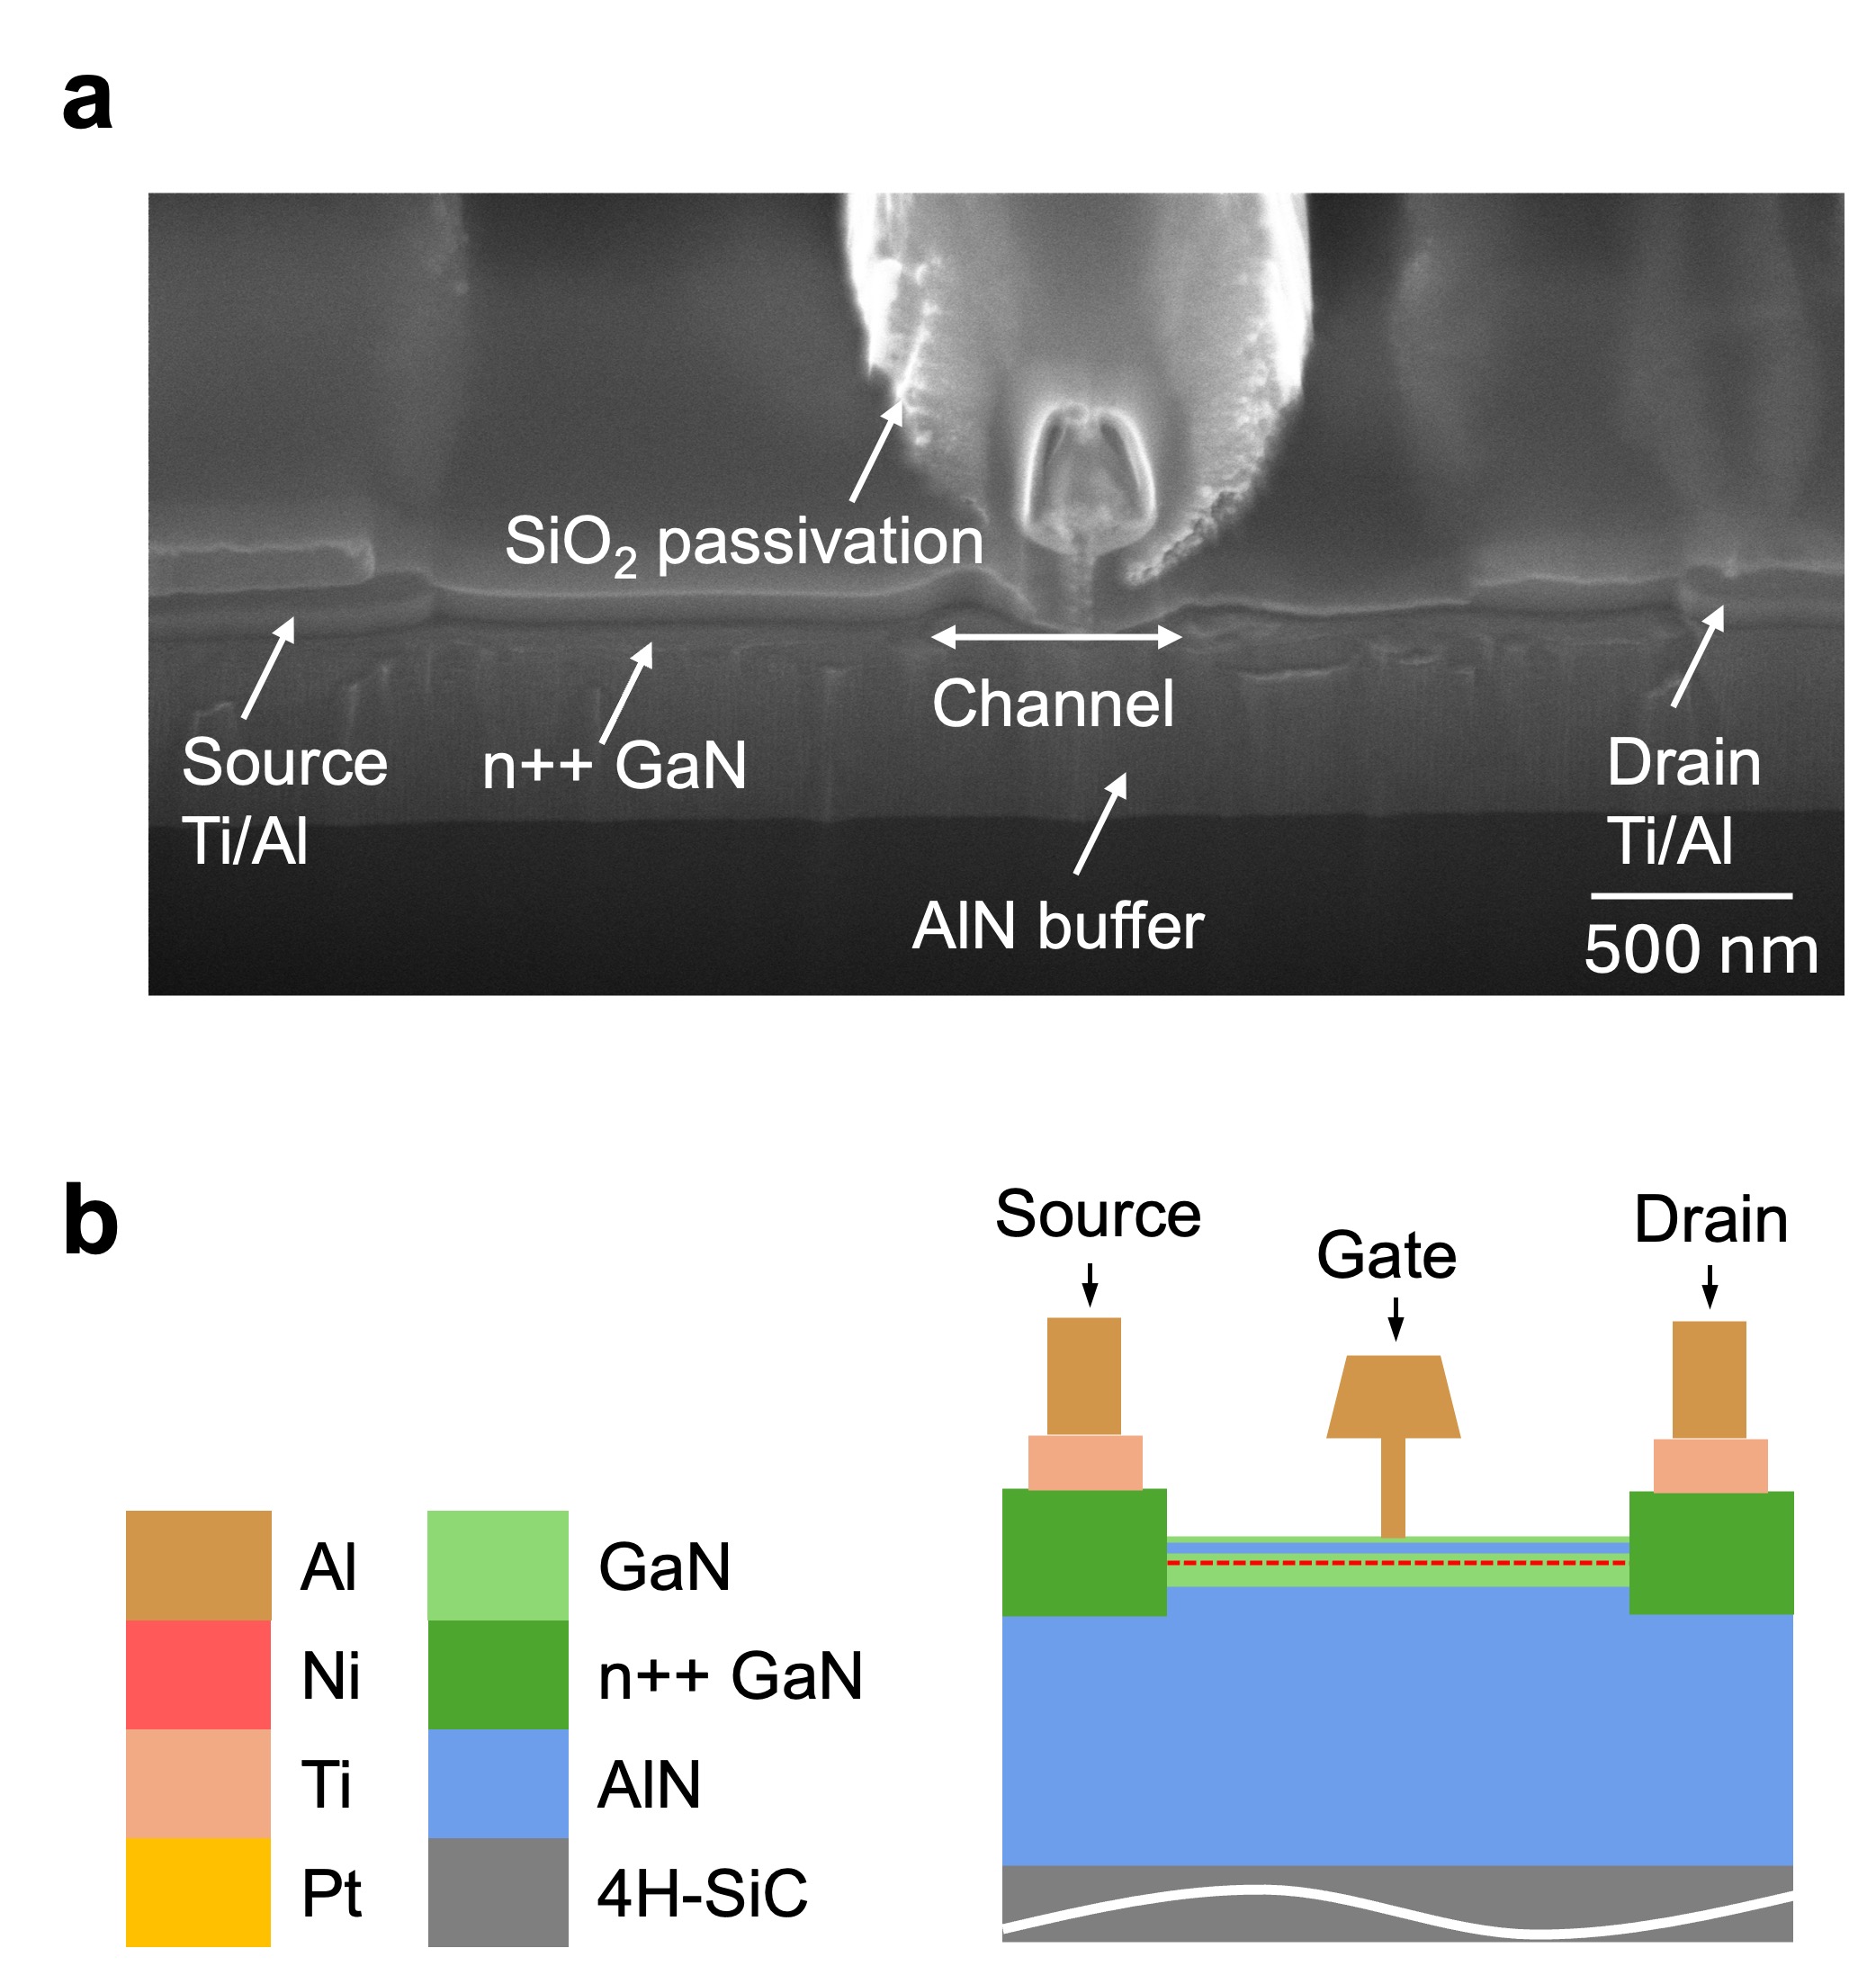 a
SiO₂ passivation
Channel
Source
Ti/Al
n++ GaN
Drain
Ti/Al
AlN buffer
500 nm
b
Source
Gate
Drain
Al
GaN
Ni
n++ GaN
Ti
AlN
Pt
4H-SiC